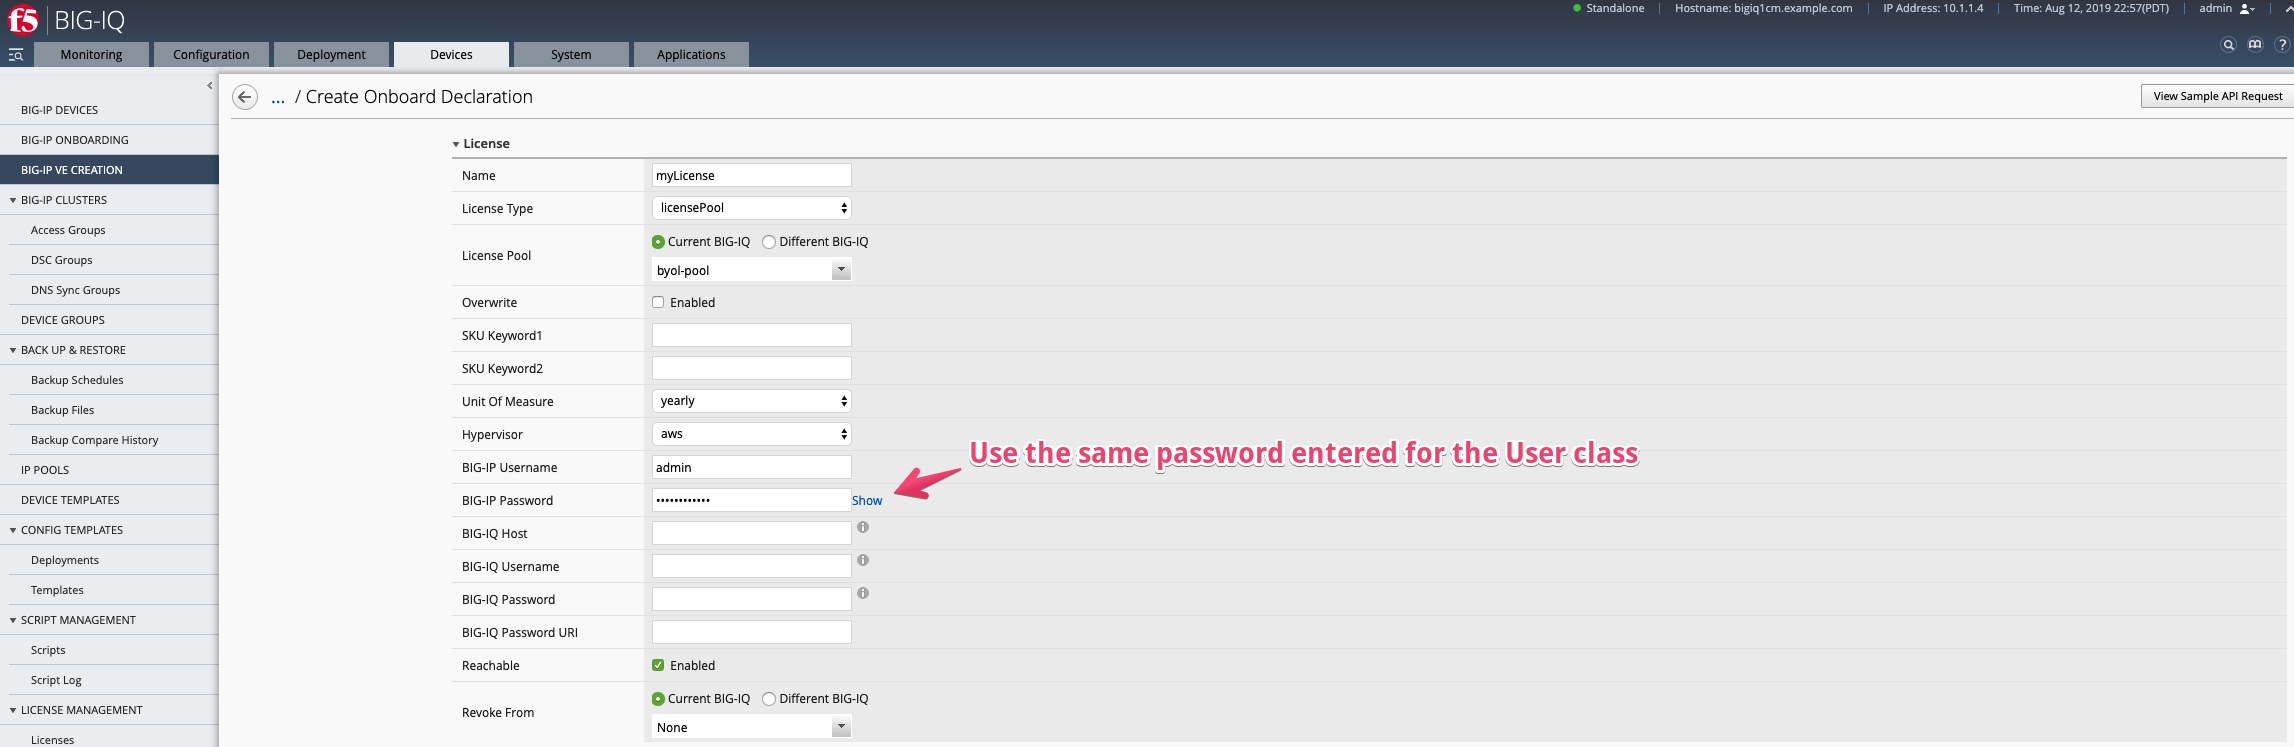 f5 BIG-IQ
Standalone | Hostname: bigiq1cm.example.com | IP Address: 10.1.1.4 | Time: Aug 12, 2019 22:57(PDT) | admin
Monitoring Configuration Deployment Devices System Applications
BIG-IP DEVICES
BIG-IP ONBOARDING
BIG-IP VE CREATION
BIG-IP CLUSTERS
Access Groups
DSC Groups
DNS Sync Groups
DEVICE GROUPS
BACK UP & RESTORE
Backup Schedules
Backup Files
Backup Compare History
IP POOLS
DEVICE TEMPLATES
CONFIG TEMPLATES
Deployments
Templates
SCRIPT MANAGEMENT
Scripts
Script Log
LICENSE MANAGEMENT
Licenses
... / Create Onboard Declaration
View Sample API Request
License
Name myLicense
License Type licensePool
License Pool Current BIG-IQ Different BIG-IQ
byol-pool
Overwrite Enabled
SKU Keyword1
SKU Keyword2
Unit Of Measure yearly
Hypervisor aws
BIG-IP Username admin
Use the same password entered for the User class
BIG-IP Password •••••••••••• Show
BIG-IQ Host
BIG-IQ Username
BIG-IQ Password
BIG-IQ Password URI
Reachable Enabled
Revoke From Current BIG-IQ Different BIG-IQ
None